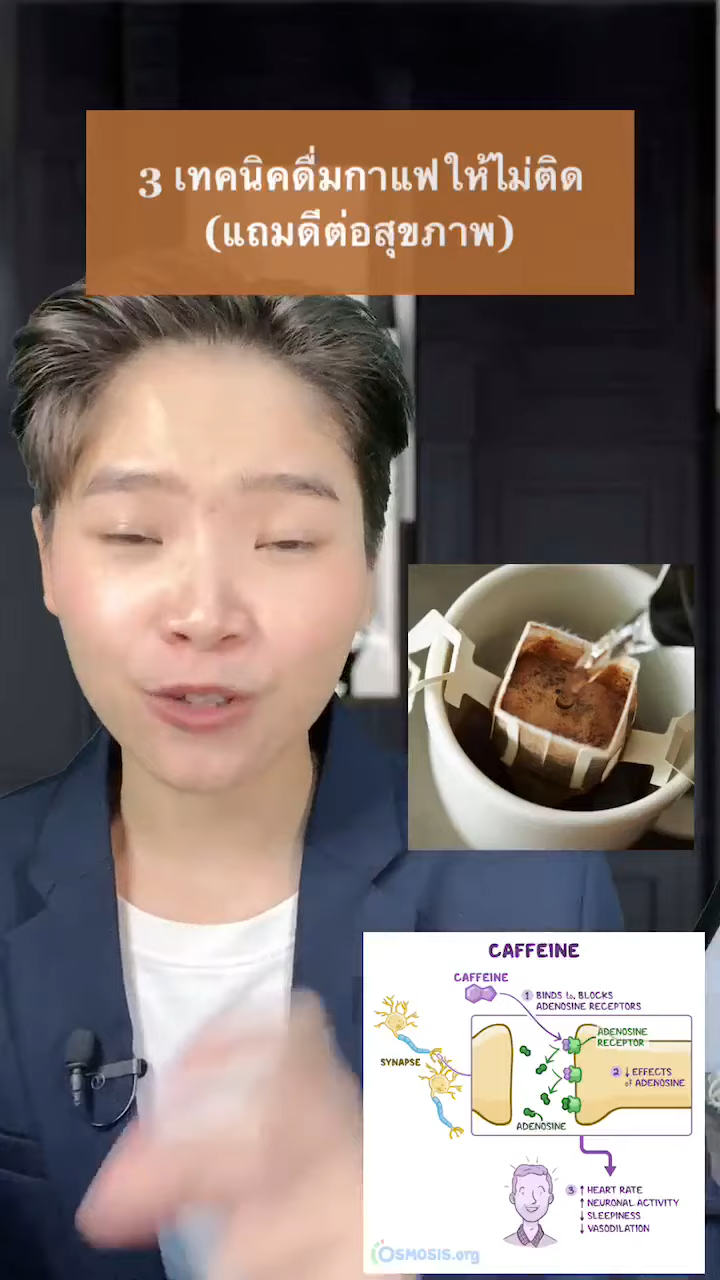 3 เทคนิคดื่มกาแฟให้ไม่ติด
(แถมดีต่อสุขภาพ)
CAFFEINE
CAFFEINE
1 BINDS to, BLOCKS
ADENOSINE RECEPTORS
ADENOSINE
RECEPTOR
SYNAPSE
2 ↓ EFFECTS
of ADENOSINE
ADENOSINE
3 ↑ HEART RATE
↑ NEURONAL ACTIVITY
↓ SLEEPINESS
↓ VASODILATION
OSMOSIS.org